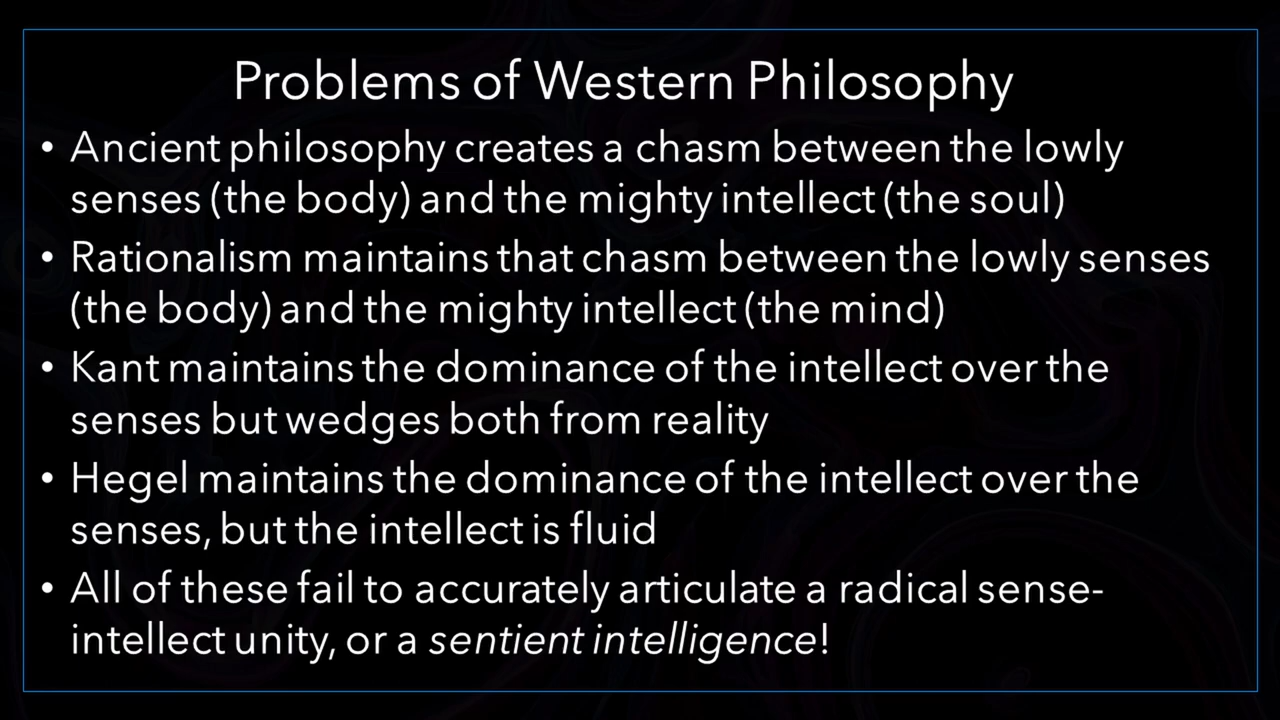 Problems of Western Philosophy
• Ancient philosophy creates a chasm between the lowly
senses (the body) and the mighty intellect (the soul)
• Rationalism maintains that chasm between the lowly senses
(the body) and the mighty intellect (the mind)
• Kant maintains the dominance of the intellect over the
senses but wedges both from reality
• Hegel maintains the dominance of the intellect over the
senses, but the intellect is fluid
• All of these fail to accurately articulate a radical sense-
intellect unity, or a sentient intelligence!